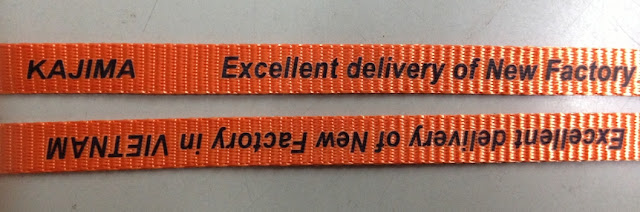 KAJIMA Excellent delivery of New Factory
Excellent delivery of New Factory in VIETNAM